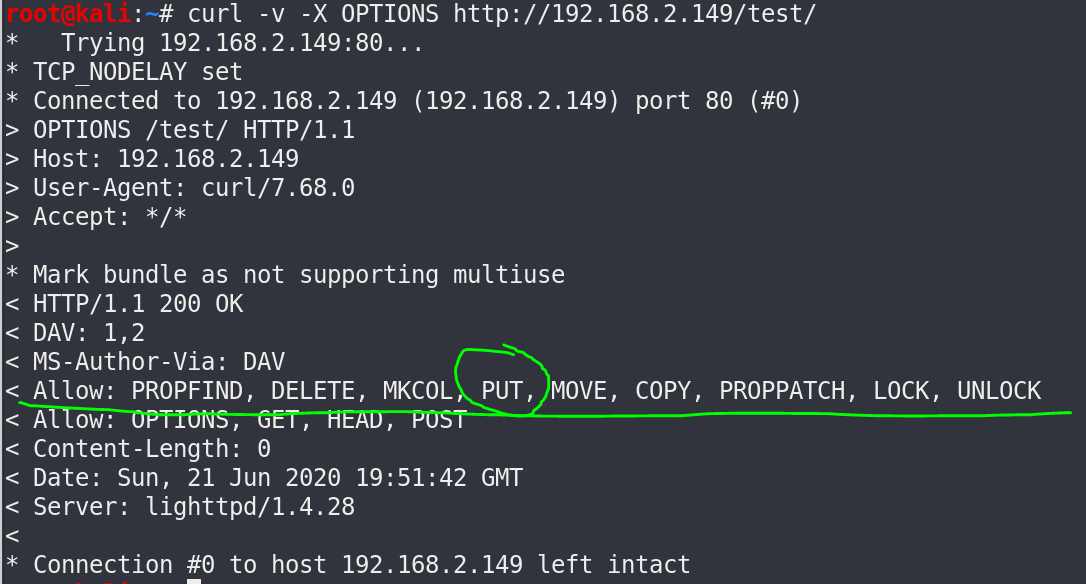 root@kali:~# curl -v -X OPTIONS http://192.168.2.149/test/
*   Trying 192.168.2.149:80...
* TCP_NODELAY set
* Connected to 192.168.2.149 (192.168.2.149) port 80 (#0)
> OPTIONS /test/ HTTP/1.1
> Host: 192.168.2.149
> User-Agent: curl/7.68.0
> Accept: */*
>
* Mark bundle as not supporting multiuse
< HTTP/1.1 200 OK
< DAV: 1,2
< MS-Author-Via: DAV
< Allow: PROPFIND, DELETE, MKCOL, PUT, MOVE, COPY, PROPPATCH, LOCK, UNLOCK
< Allow: OPTIONS, GET, HEAD, POST
< Content-Length: 0
< Date: Sun, 21 Jun 2020 19:51:42 GMT
< Server: lighttpd/1.4.28
<
* Connection #0 to host 192.168.2.149 left intact